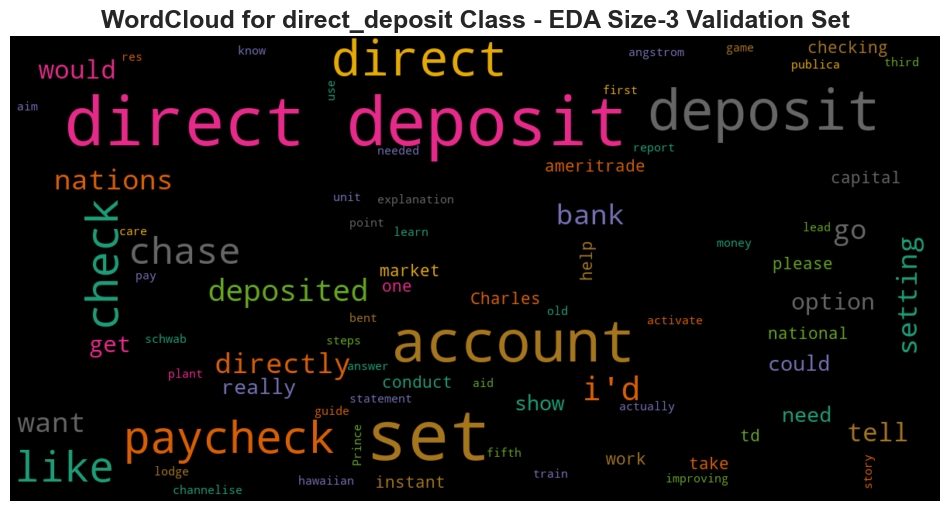 WordCloud for direct_deposit Class - EDA Size-3 Validation Set
know
direct
angstrom
game
checking
res
would
publica
third
use
first
aim
direct deposit
deposit
needed
report
ameritrade
nations
capital
unit
explanation
check
bank
point
care
learn
lead
go
chase
help
money
setting
market
please
pay
one
deposited
Charles
option
old
bent
activate
account
national
schwab
steps
get
directly
answer
could
plant
conduct
aid
really
i'd
statement
show
actually
guide
need
want
set
paycheck
Prince
td
tell
fifth
work
take
like
lodge
train
story
improving
hawaiian
instant
channelise